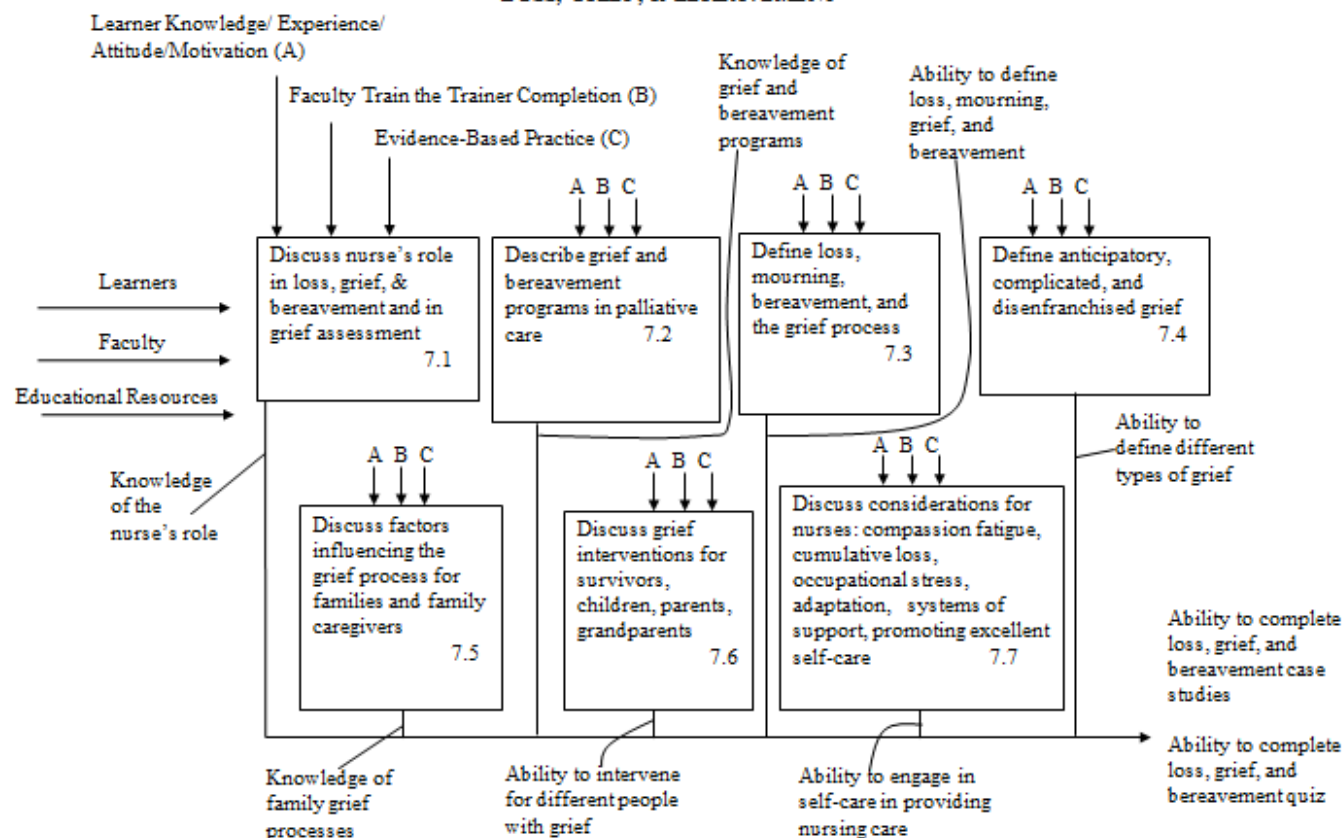 Learner Knowledge/ Experience/
Attitude/Motivation (A)
Faculty Train the Trainer Completion (B)
Evidence-Based Practice (C)
Knowledge of
grief and
bereavement
programs
Ability to define
loss, mourning,
grief, and
bereavement
A B C
A B C
A B C
Learners
Faculty
Educational Resources
Discuss nurse’s role
in loss, grief, &
bereavement and in
grief assessment
7.1
Describe grief and
bereavement
programs in palliative
care 7.2
Define loss,
mourning,
bereavement, and
the grief process
7.3
Define anticipatory,
complicated, and
disenfranchised grief
7.4
Knowledge
of the
nurse’s role
Ability to
define different
types of grief
A B C
A B C
A B C
Discuss factors
influencing the
grief process for
families and family
caregivers
7.5
Discuss grief
interventions for
survivors,
children, parents,
grandparents
7.6
Discuss considerations for
nurses: compassion fatigue,
cumulative loss,
occupational stress,
adaptation, systems of
support, promoting excellent
self-care 7.7
Ability to complete
loss, grief, and
bereavement case
studies
Ability to complete
loss, grief, and
bereavement quiz
Knowledge of
family grief
processes
Ability to intervene
for different people
with grief
Ability to engage in
self-care in providing
nursing care